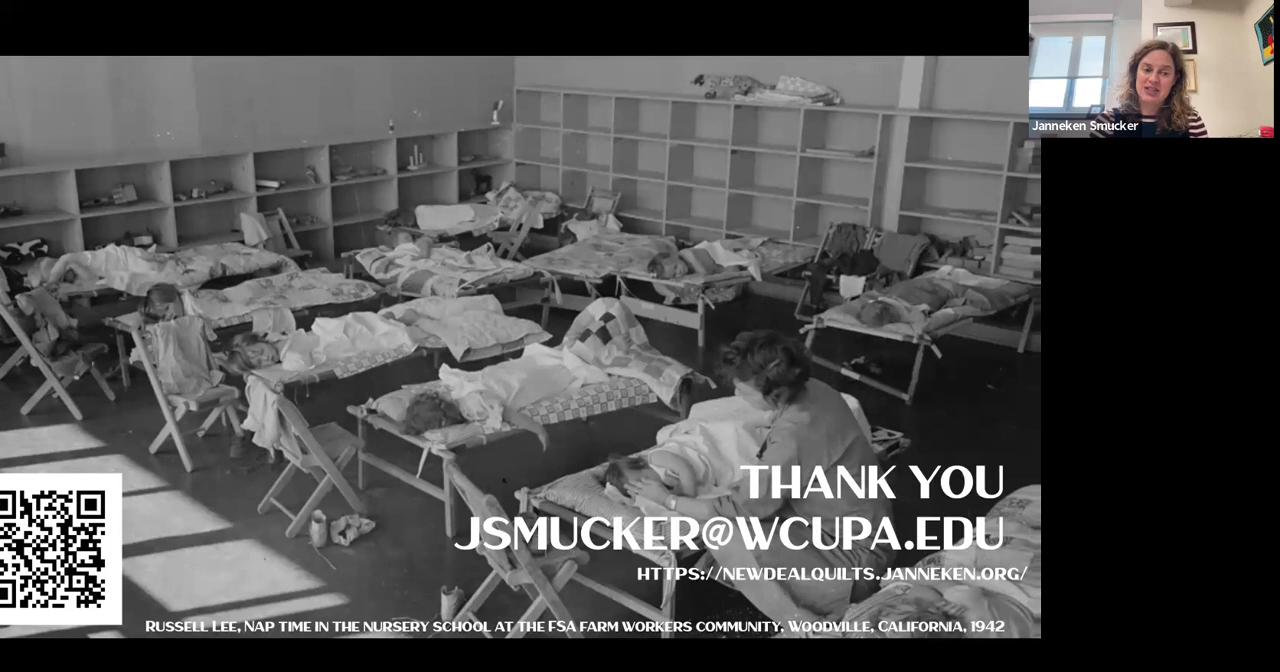 Janneken Smucker
THANK YOU
JSMUCKER@WCUPA.EDU
HTTPS://NEWDEALQUILTS.JANNEKEN.ORG/
RUSSELL LEE, NAP TIME IN THE NURSERY SCHOOL AT THE FSA FARM WORKERS COMMUNITY, WOODVILLE, CALIFORNIA, 1942